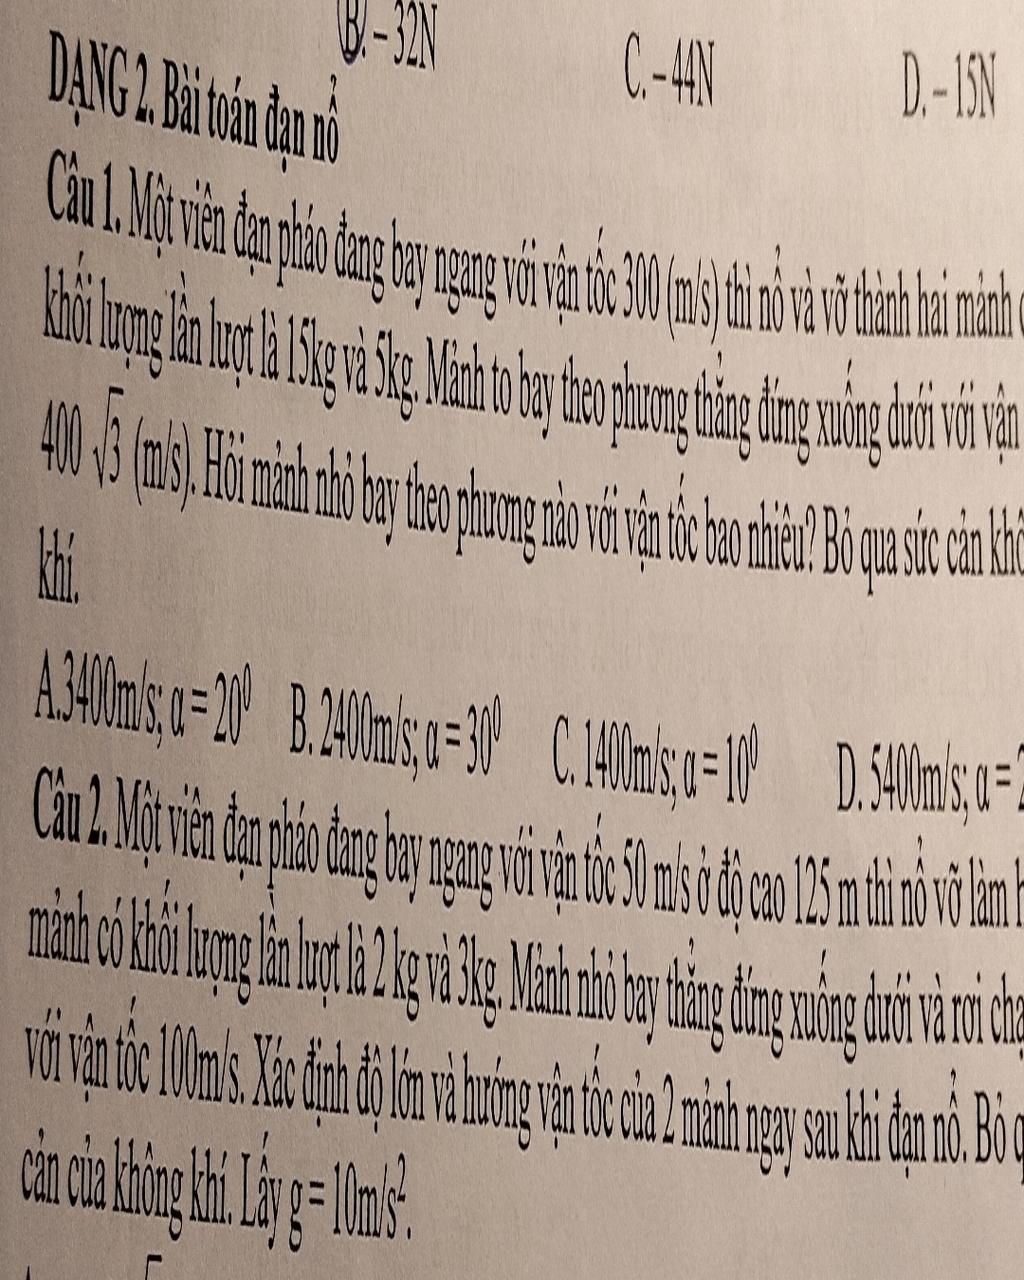 B. – 32N C. – 44N D. – 15N
DẠNG 2. Bài toán đạn nổ
Câu 1. Một viên đạn pháo đang bay ngang với vận tốc 300 (m/s) thì nổ và vỡ thành hai mảnh
khối lượng lần lượt là 15kg và 5kg. Mảnh to bay theo phương thẳng đứng xuống dưới với vận
400 √3 (m/s). Hỏi mảnh nhỏ bay theo phương nào với vận tốc bao nhiêu? Bỏ qua sức cản
khí.
A.3400m/s; α = 20⁰ B. 2400m/s; α = 30⁰ C. 1400m/s; α = 10⁰ D. 5400m/s; α =
Câu 2. Một viên đạn pháo đang bay ngang với vận tốc 50 m/s ở độ cao 125 m thì nổ vỡ làm
mảnh có khối lượng lần lượt là 2 kg và 3kg. Mảnh nhỏ bay thẳng đứng xuống dưới và rơi
với vận tốc 100m/s. Xác định độ lớn và hướng vận tốc của 2 mảnh ngay sau khi đạn nổ. Bỏ
cản của không khí. Lấy g = 10m/s².